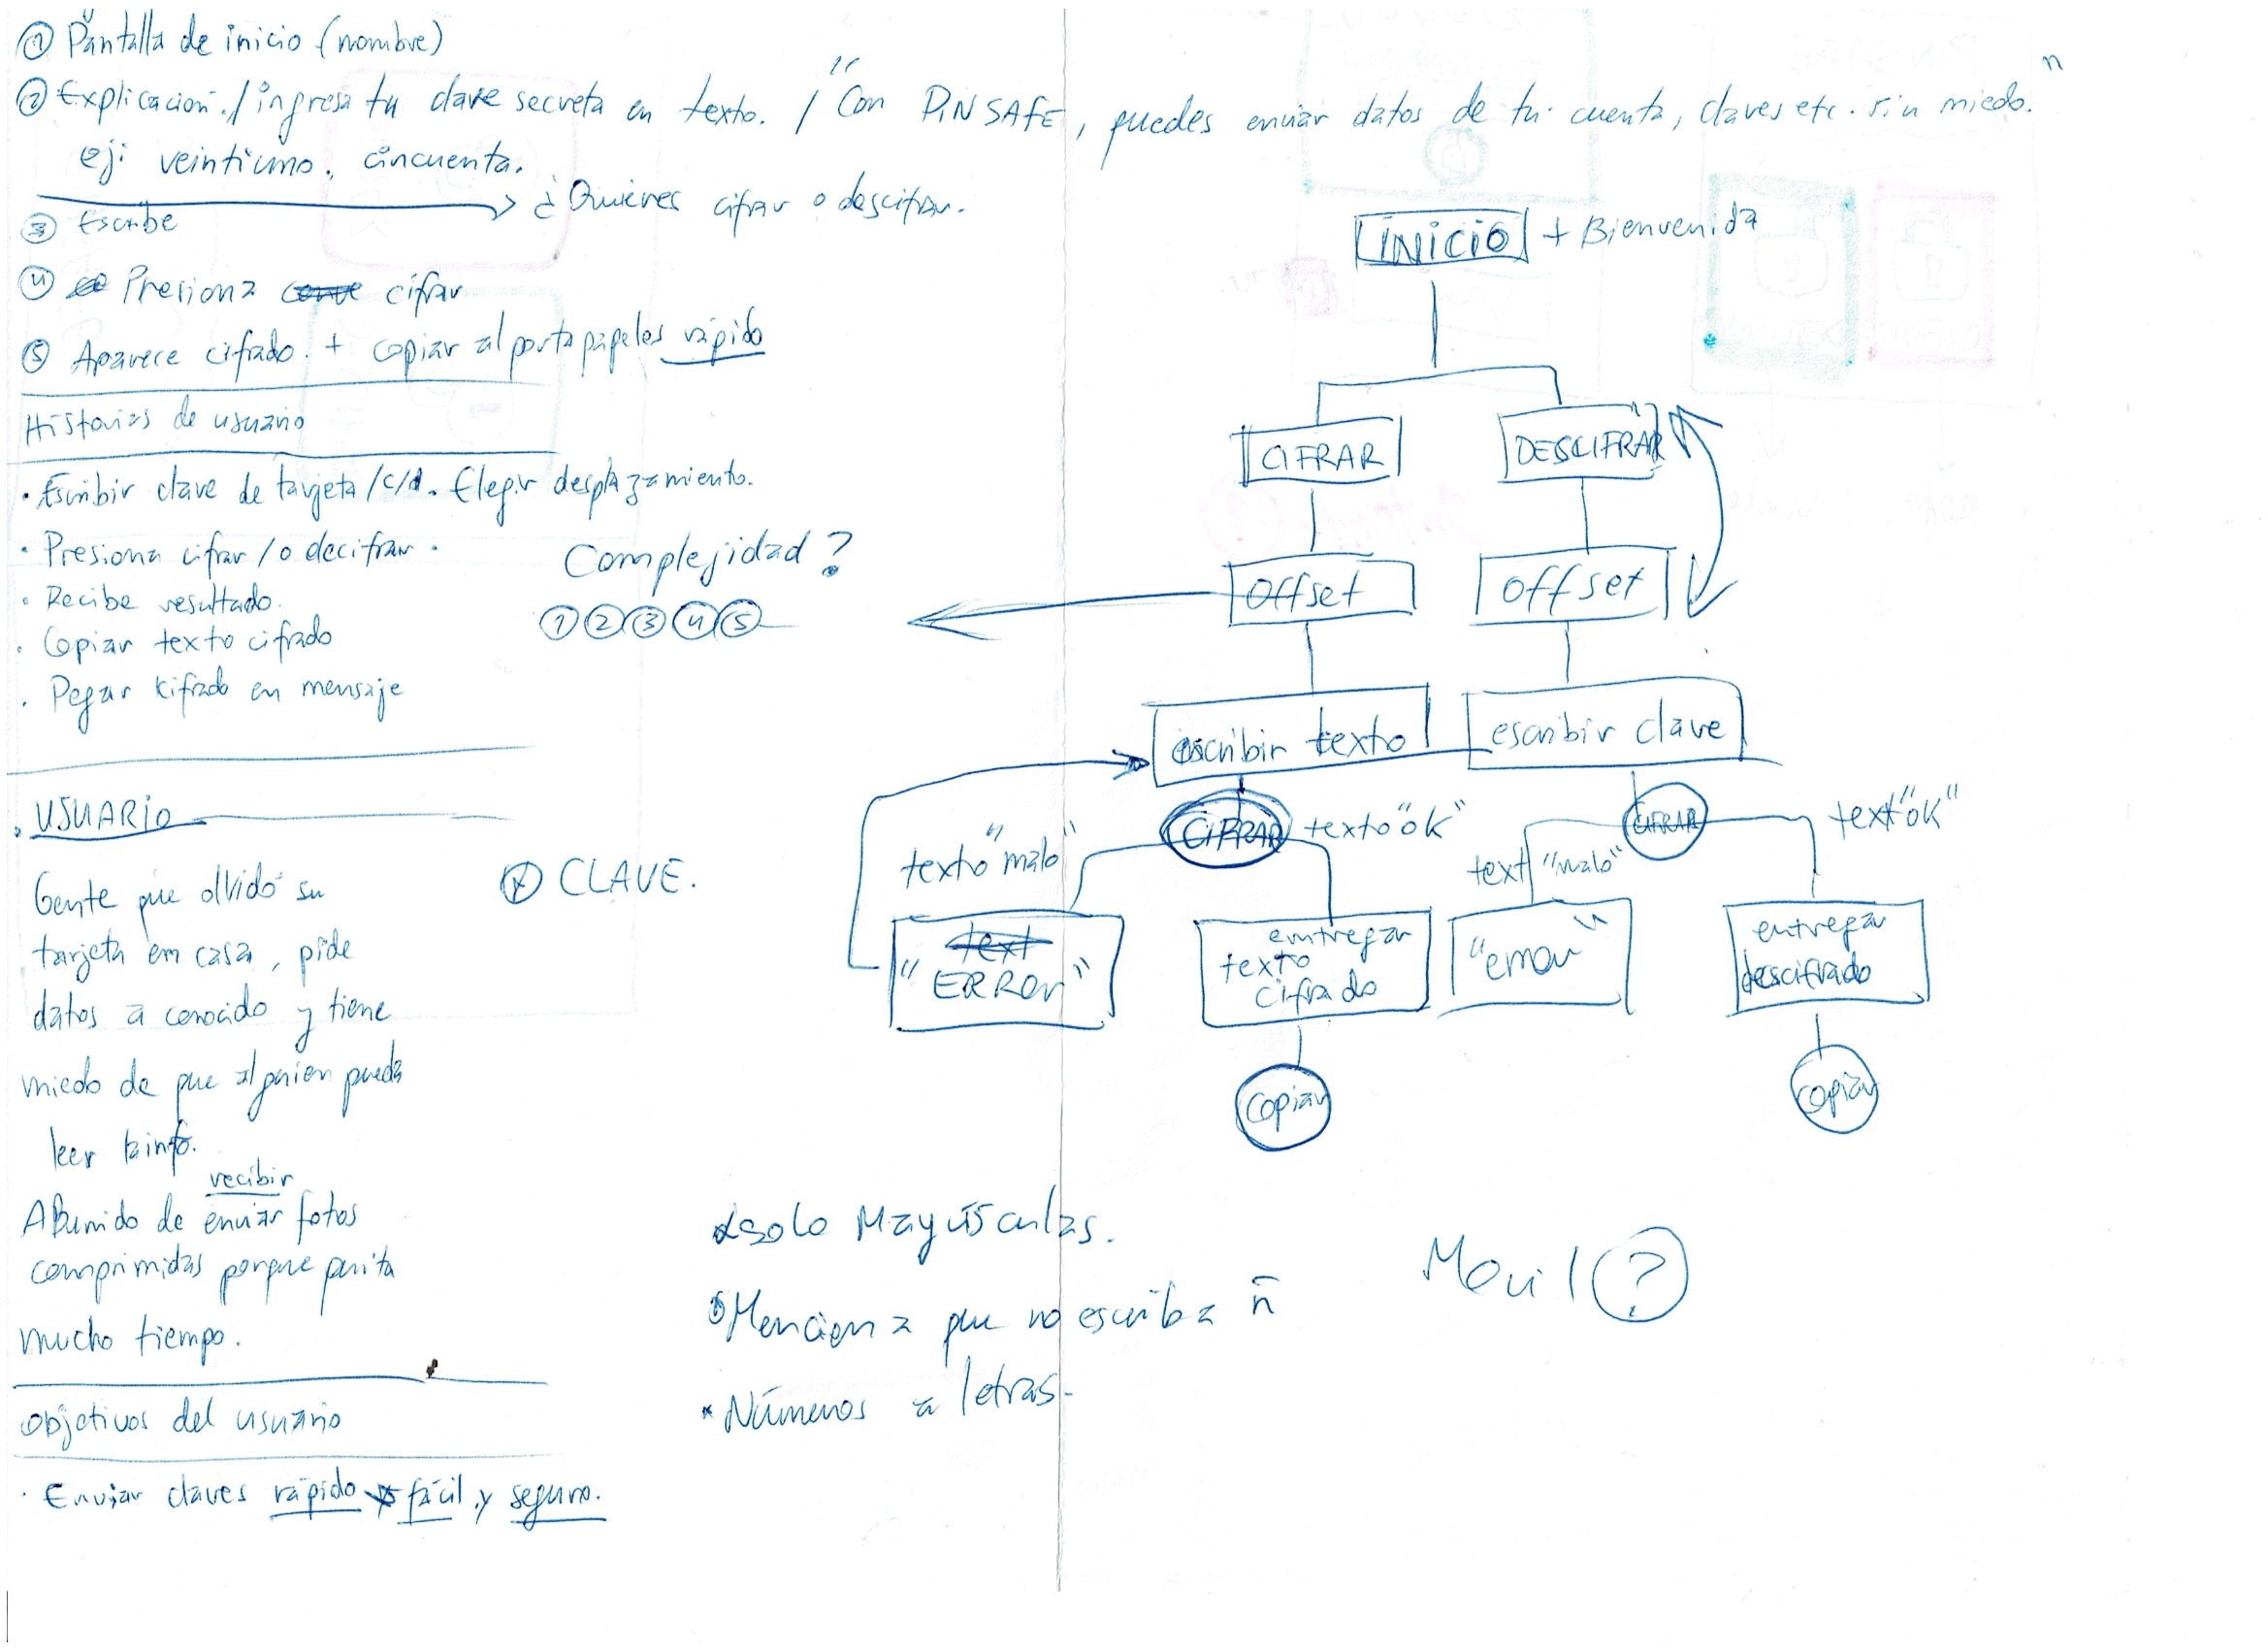 ① Pantalla de inicio (nombre)
② Explicación./ingresa tu clave secreta en texto. / "Con PiNSAFE, puedes enviar datos de tu cuenta, claves etc. sin miedo."
ej: veintiuno, cincuenta.
¿Quieres cifrar o descifrar.
③ Escribe
④ Presiona cifrar
⑤ Aparece cifrado. + copiar al portapapeles rápido
Historias de usuario
• Escribir clave de tarjeta /c/d. Elegir desplazamiento.
• Presiona cifrar /o decifrar.
• Recibe resultado.
• Copiar texto cifrado
• Pegar cifrado en mensaje
Complejidad?
① ② ③ ④ ⑤
• USUARIO
Gente que olvidó su
tarjeta en casa, pide
datos a conocido y tiene
miedo de que alguien pueda
leer la info.
recibir
Aburrido de enviar fotos
comprimidas porque quita
mucho tiempo.
CLAVE.
Objetivos del usuario
• Enviar claves rápido fácil y seguro.
INICIO + Bienvenida
CIFRAR
DESCIFRAR
Offset
Offset
escribir texto
escribir clave
CIFRAR
texto "ok"
texto "malo"
CIFRAR
text "ok"
text "malo"
text
"ERROr"
entregar
texto
cifrado
"error"
entregar
descifrado
copiar
copiar
solo Mayúsculas.
Menciona que no escriba ñ
* Números a letras.
Movil ?